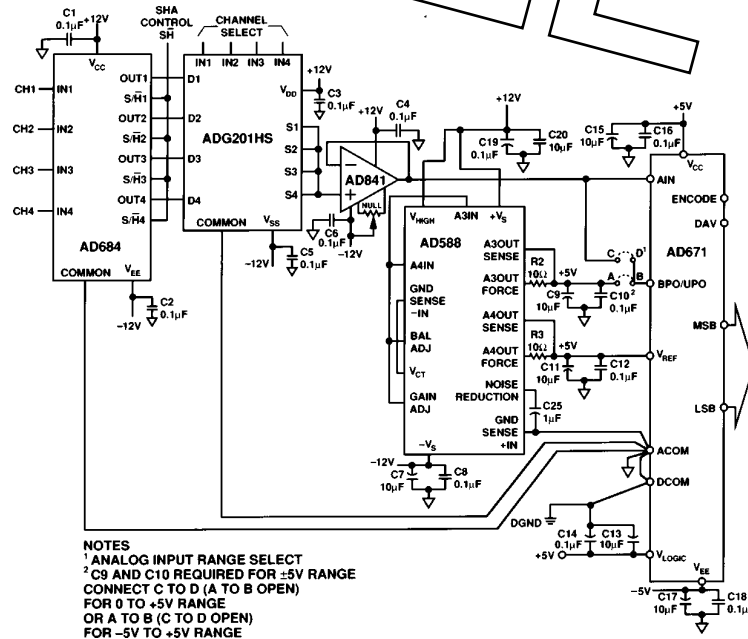 C1
0.1µF
+12V
SHA
CONTROL
S/H̅
CHANNEL
SELECT
IN1 IN2 IN3 IN4
VCC
CH1 IN1
CH2 IN2
CH3 IN3
CH4 IN4
OUT1
S/H̅1
OUT2
S/H̅2
OUT3
S/H̅3
OUT4
S/H̅4
AD684
COMMON
VEE
-12V
C2
0.1µF
D1
D2
D3
D4
ADG201HS
VDD
S1
S2
S3
S4
COMMON
VSS
+12V
C3
0.1µF
-12V
C5
0.1µF
+12V
C4
0.1µF
AD841
NULL
C6
0.1µF
-12V
+12V
C19
0.1µF
C20
10µF
VHIGH A3IN +VS
AD588
A4IN
GND
SENSE
-IN
BAL
ADJ
VCT
GAIN
ADJ
A3OUT
SENSE
A3OUT
FORCE
A4OUT
SENSE
A4OUT
FORCE
NOISE
REDUCTION
GND
SENSE
+IN
-VS
-12V
C7
10µF
C8
0.1µF
R2
10Ω
+5V
C9
10µF
C10²
0.1µF
R3
10Ω
+5V
C11
10µF
C12
0.1µF
C25
1µF
C D¹
A B
C15
10µF
C16
0.1µF
+5V
VCC
AIN
ENCODE
DAV
AD671
BPO/UPO
MSB
VREF
LSB
ACOM
DCOM
DGND
C14
0.1µF
C13
10µF
+5V
VLOGIC
VEE
-5V
C17
10µF
C18
0.1µ
NOTES
¹ ANALOG INPUT RANGE SELECT
² C9 AND C10 REQUIRED FOR ±5V RANGE
CONNECT C TO D (A TO B OPEN)
FOR 0 TO +5V RANGE
OR A TO B (C TO D OPEN)
FOR -5V TO +5V RANGE